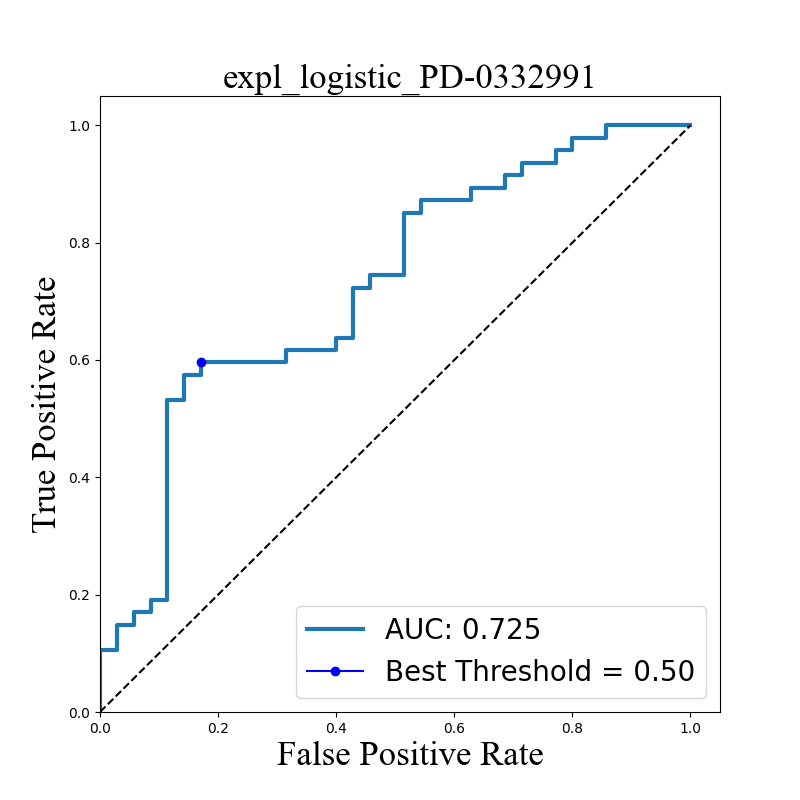 expl_logistic_PD-0332991
1.0
0.8
0.6
0.4
0.2
0.0
True Positive Rate
AUC: 0.725
Best Threshold = 0.50
0.0 0.2 0.4 0.6 0.8 1.0
False Positive Rate